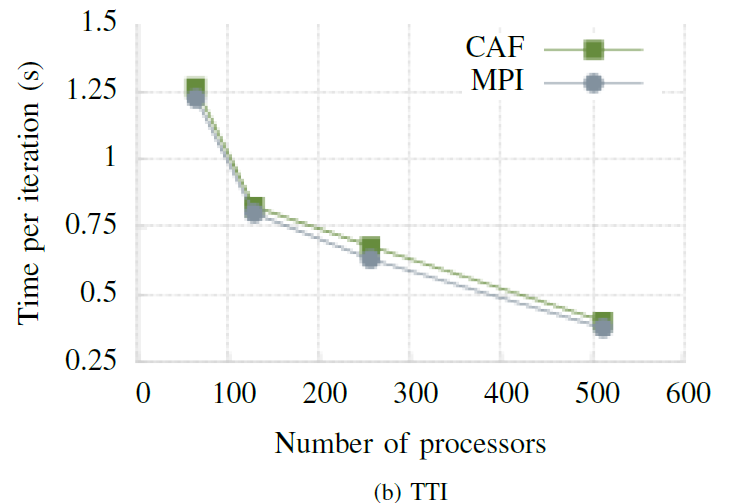 1.5
CAF
MPI
1.25
1
0.75
0.5
0.25
Time per iteration (s)
0 100 200 300 400 500 600
Number of processors
(b) TTI